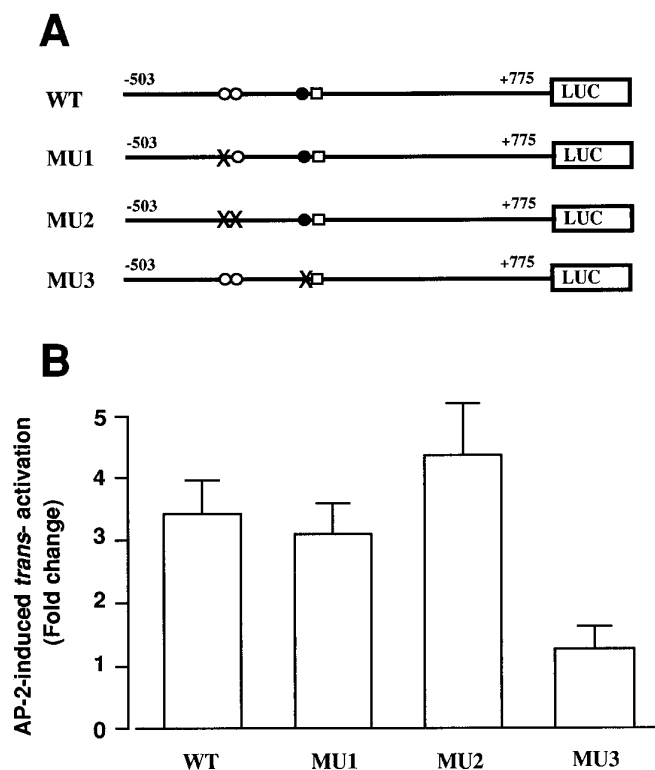 A
-503 +775
WT LUC
-503 +775
MU1 LUC
-503 +775
MU2 LUC
-503 +775
MU3 LUC
B
AP-2-induced trans- activation
(Fold change)
5
4
3
2
1
0
WT MU1 MU2 MU3